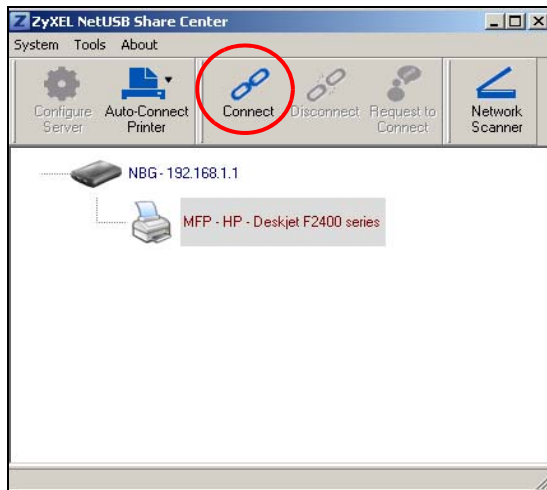 ZyXEL NetUSB Share Center
System Tools About
Configure Server
Auto-Connect Printer
Connect
Disconnect
Request to Connect
Network Scanner
NBG - 192.168.1.1
MFP - HP - Deskjet F2400 series